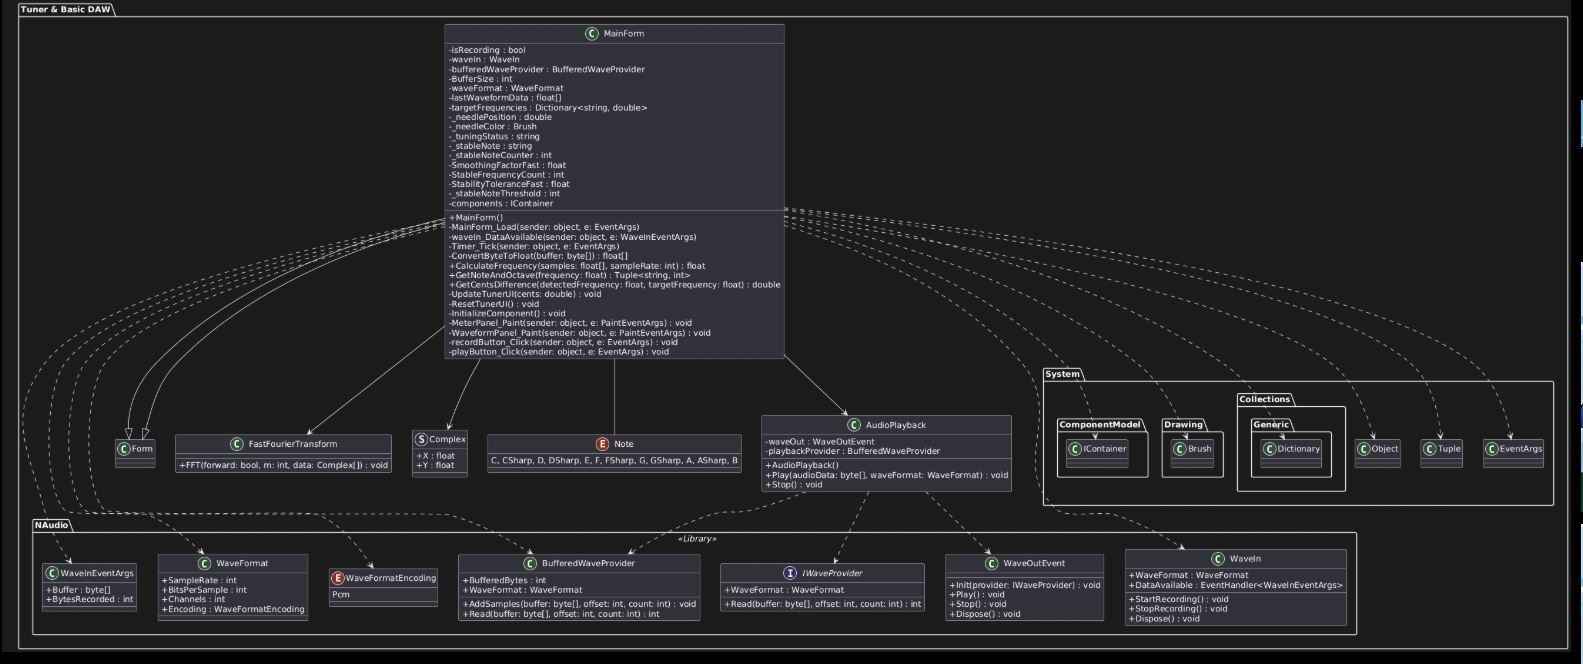 Tuner & Basic DAW
C MainForm
-isRecording : bool
-waveIn : WaveIn
-bufferedWaveProvider : BufferedWaveProvider
-BufferSize : int
-waveFormat : WaveFormat
-lastWaveformData : float[]
-targetFrequencies : Dictionary<string, double>
-_needlePosition : double
-_needleColor : Brush
-_tuningStatus : string
-_stableNote : string
-_stableNoteCounter : int
-SmoothingFactorFast : float
-StableFrequencyCount : int
-StabilityToleranceFast : float
-_stableNoteThreshold : int
-components : IContainer
+MainForm()
-MainForm_Load(sender: object, e: EventArgs)
-waveIn_DataAvailable(sender: object, e: WaveInEventArgs)
-Timer_Tick(sender: object, e: EventArgs)
-ConvertByteToFloat(buffer: byte[]) : float[]
+CalculateFrequency(samples: float[], sampleRate: int) : float
+GetNoteAndOctave(frequency: float) : Tuple<string, int>
+GetCentsDifference(detectedFrequency: float, targetFrequency: float) : double
-UpdateTunerUI(cents: double) : void
-ResetTunerUI() : void
-InitializeComponent() : void
-MeterPanel_Paint(sender: object, e: PaintEventArgs) : void
-WaveformPanel_Paint(sender: object, e: PaintEventArgs) : void
-recordButton_Click(sender: object, e: EventArgs) : void
-playButton_Click(sender: object, e: EventArgs) : void
C Form
C FastFourierTransform
+FFT(forward: bool, m: int, data: Complex[]) : void
S Complex
+X : float
+Y : float
E Note
C, CSharp, D, DSharp, E, F, FSharp, G, GSharp, A, ASharp, B
C AudioPlayback
-waveOut : WaveOutEvent
-playbackProvider : BufferedWaveProvider
+AudioPlayback()
+Play(audioData: byte[], waveFormat: WaveFormat) : void
+Stop() : void
System
ComponentModel
C IContainer
Drawing
C Brush
Collections
Generic
C Dictionary
C Object
C Tuple
C EventArgs
NAudio
«Library»
C WaveInEventArgs
+Buffer : byte[]
+BytesRecorded : int
C WaveFormat
+SampleRate : int
+BitsPerSample : int
+Channels : int
+Encoding : WaveFormatEncoding
E WaveFormatEncoding
Pcm
C BufferedWaveProvider
+BufferedBytes : int
+WaveFormat : WaveFormat
+AddSamples(buffer: byte[], offset: int, count: int) : void
+Read(buffer: byte[], offset: int, count: int) : int
I IWaveProvider
+WaveFormat : WaveFormat
+Read(buffer: byte[], offset: int, count: int) : int
C WaveOutEvent
+Init(provider: IWaveProvider) : void
+Play() : void
+Stop() : void
+Dispose() : void
C WaveIn
+WaveFormat : WaveFormat
+DataAvailable : EventHandler<WaveInEventArgs>
+StartRecording() : void
+StopRecording() : void
+Dispose() : void